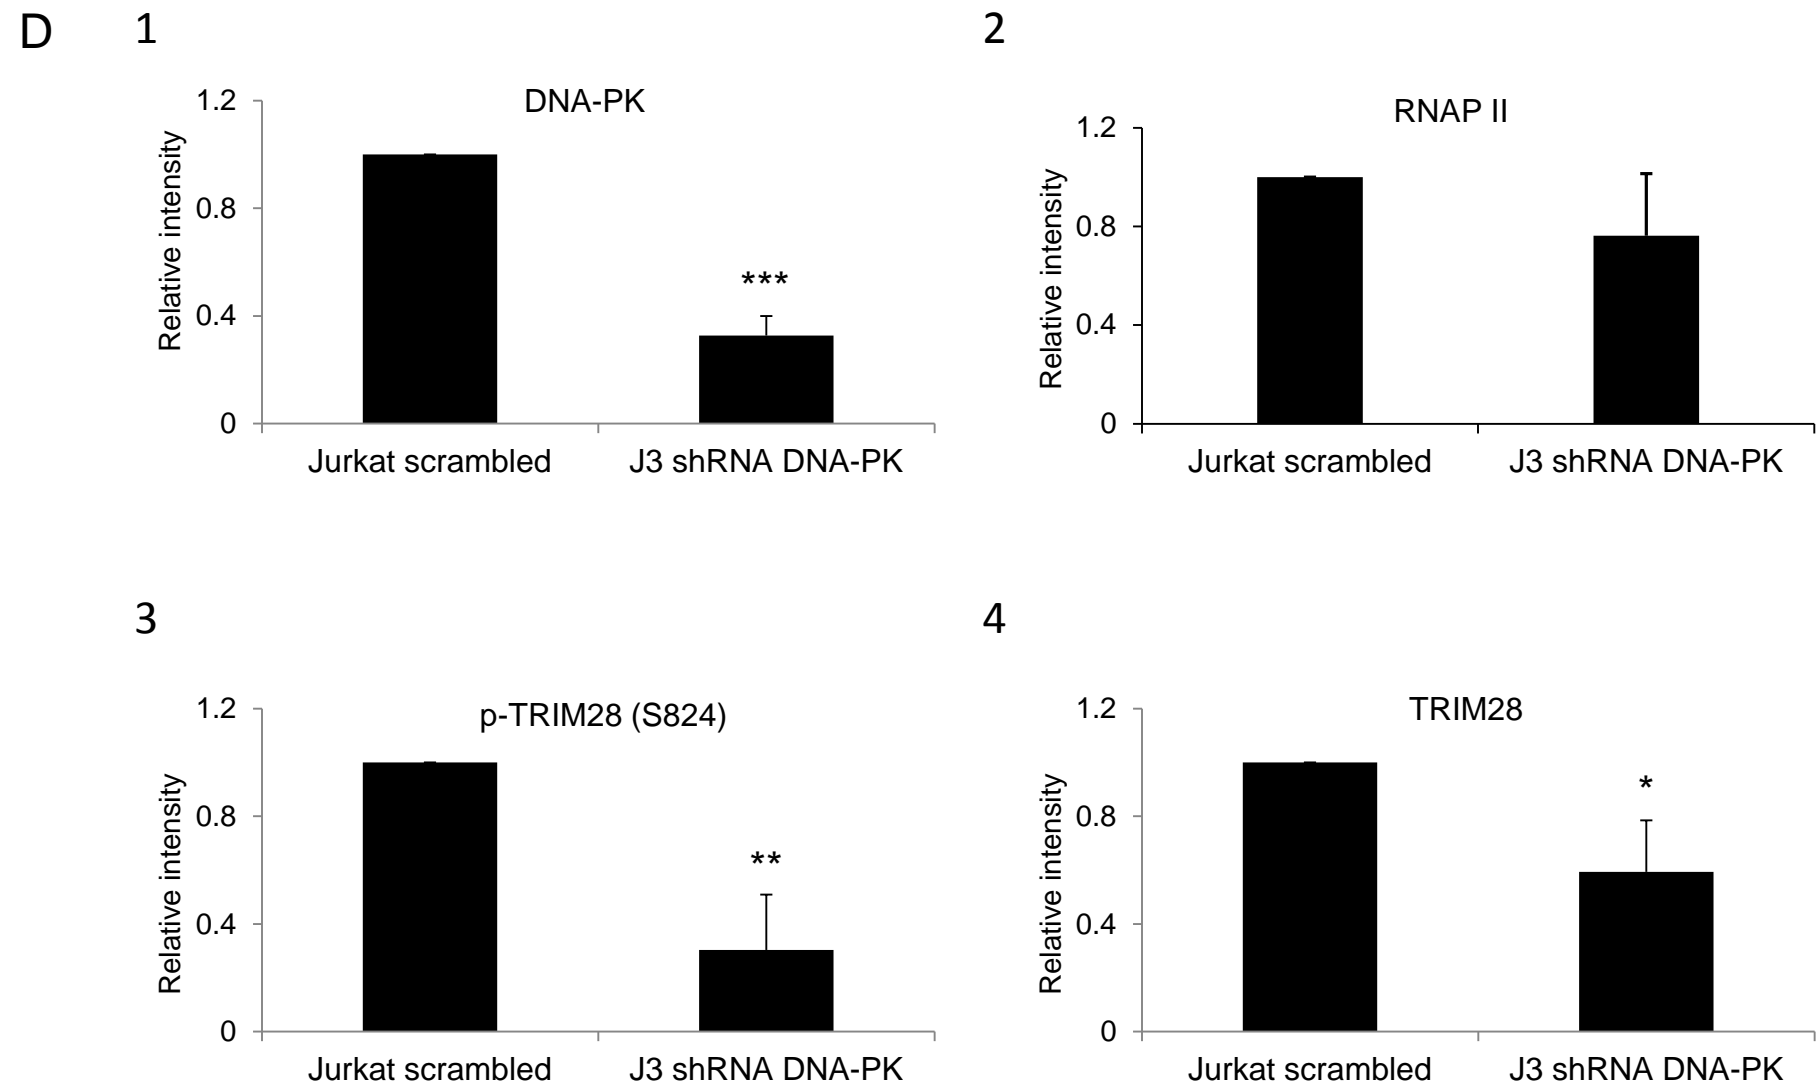 D
1
DNA-PK
Relative intensity
1.2
0.8
***
0.4
0
Jurkat scrambled
J3 shRNA DNA-PK
2
RNAP II
Relative intensity
1.2
0.8
0.4
0
Jurkat scrambled
J3 shRNA DNA-PK
3
p-TRIM28 (S824)
Relative intensity
1.2
0.8
**
0.4
0
Jurkat scrambled
J3 shRNA DNA-PK
4
TRIM28
Relative intensity
1.2
*
0.8
0.4
0
Jurkat scrambled
J3 shRNA DNA-PK